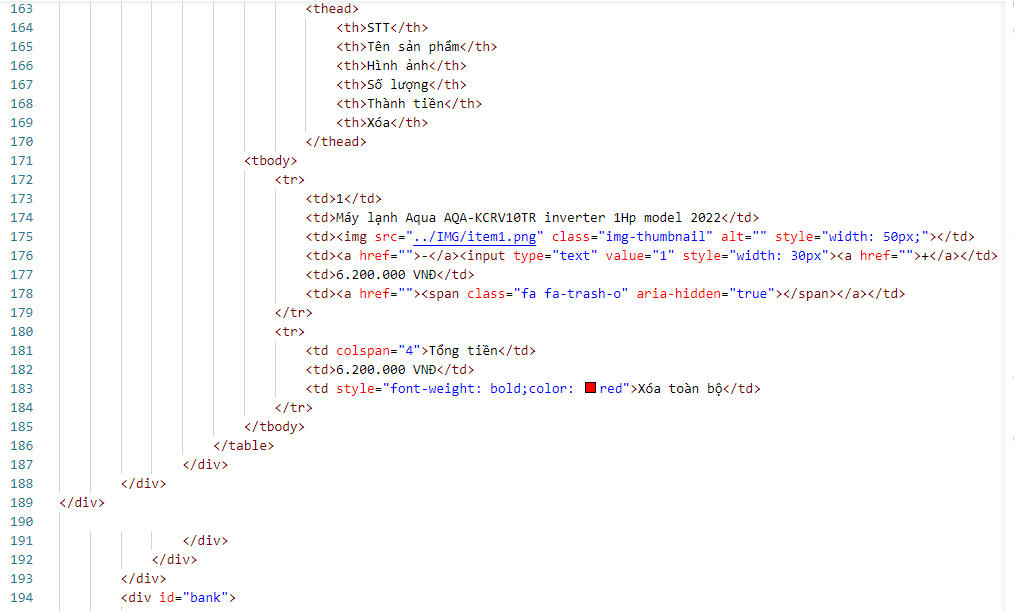 163 <thead>
164 <th>STT</th>
165 <th>Tên sản phẩm</th>
166 <th>Hình ảnh</th>
167 <th>Số lượng</th>
168 <th>Thành tiền</th>
169 <th>Xóa</th>
170 </thead>
171 <tbody>
172 <tr>
173 <td>1</td>
174 <td>Máy lạnh Aqua AQA-KCRV10TR inverter 1Hp model 2022</td>
175 <td><img src="../IMG/item1.png" class="img-thumbnail" alt="" style="width: 50px;"></td>
176 <td><a href="">-</a><input type="text" value="1" style="width: 30px"><a href="">+</a></td>
177 <td>6.200.000 VNĐ</td>
178 <td><a href=""><span class="fa fa-trash-o" aria-hidden="true"></span></a></td>
179 </tr>
180 <tr>
181 <td colspan="4">Tổng tiền</td>
182 <td>6.200.000 VNĐ</td>
183 <td style="font-weight: bold;color: red">Xóa toàn bộ</td>
184 </tr>
185 </tbody>
186 </table>
187 </div>
188 </div>
189 </div>
190
191 </div>
192 </div>
193 </div>
194 <div id="bank">